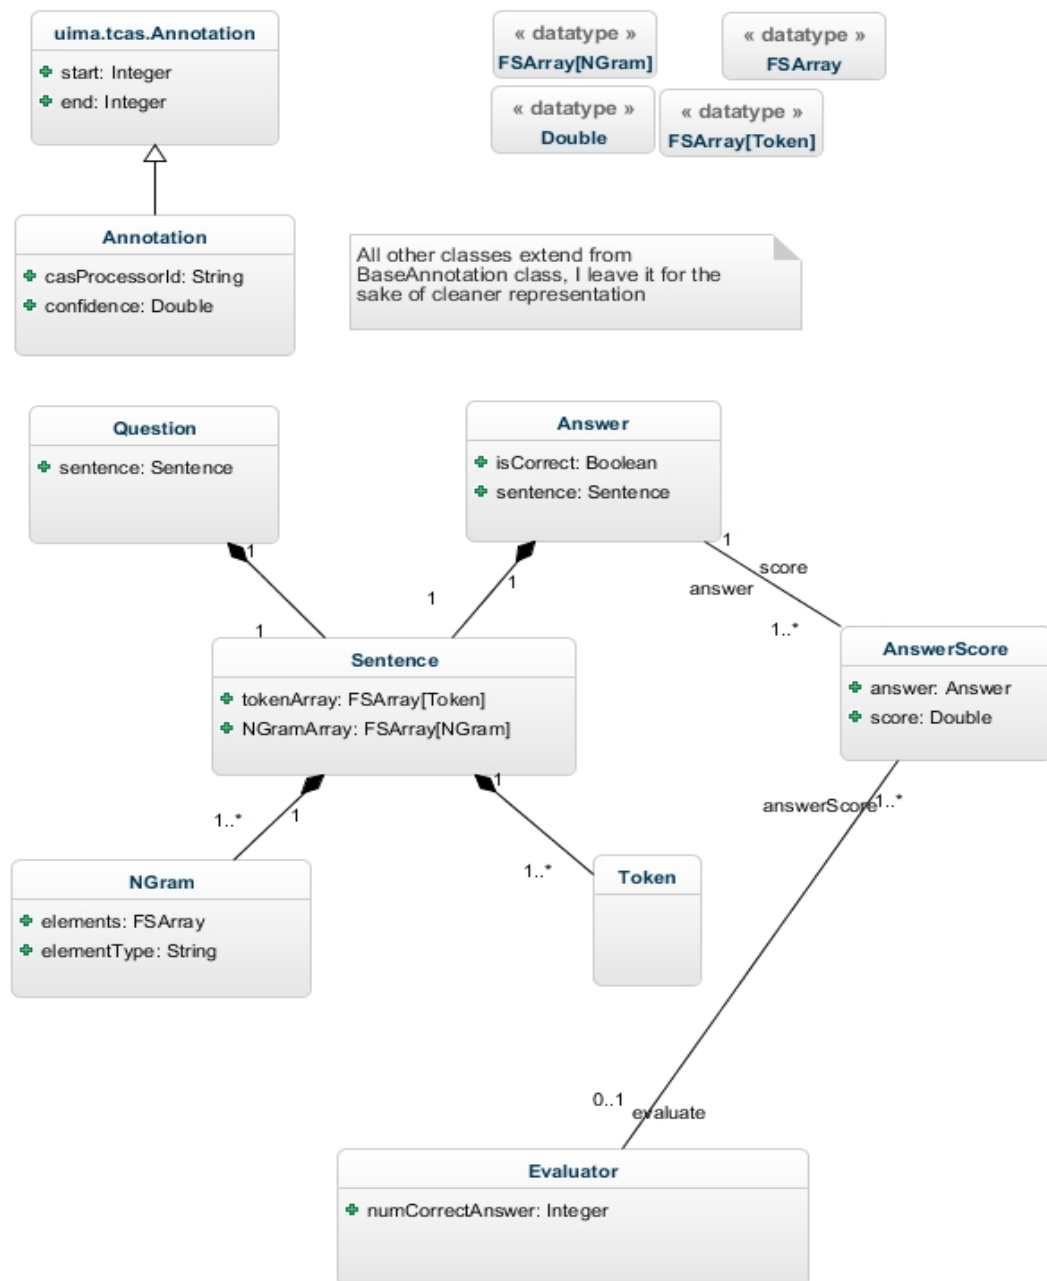 uima.tcas.Annotation
start: Integer
end: Integer
« datatype »
FSArray[NGram]
« datatype »
FSArray
« datatype »
Double
« datatype »
FSArray[Token]
Annotation
casProcessorId: String
confidence: Double
All other classes extend from
BaseAnnotation class, I leave it for the
sake of cleaner representation
Question
sentence: Sentence
Answer
isCorrect: Boolean
sentence: Sentence
1
1
1
1
1
score
answer
1..*
Sentence
tokenArray: FSArray[Token]
NGramArray: FSArray[NGram]
AnswerScore
answer: Answer
score: Double
1..*
1
1
1..*
answerScore
1..*
NGram
elements: FSArray
elementType: String
Token
0..1
evaluate
Evaluator
numCorrectAnswer: Integer